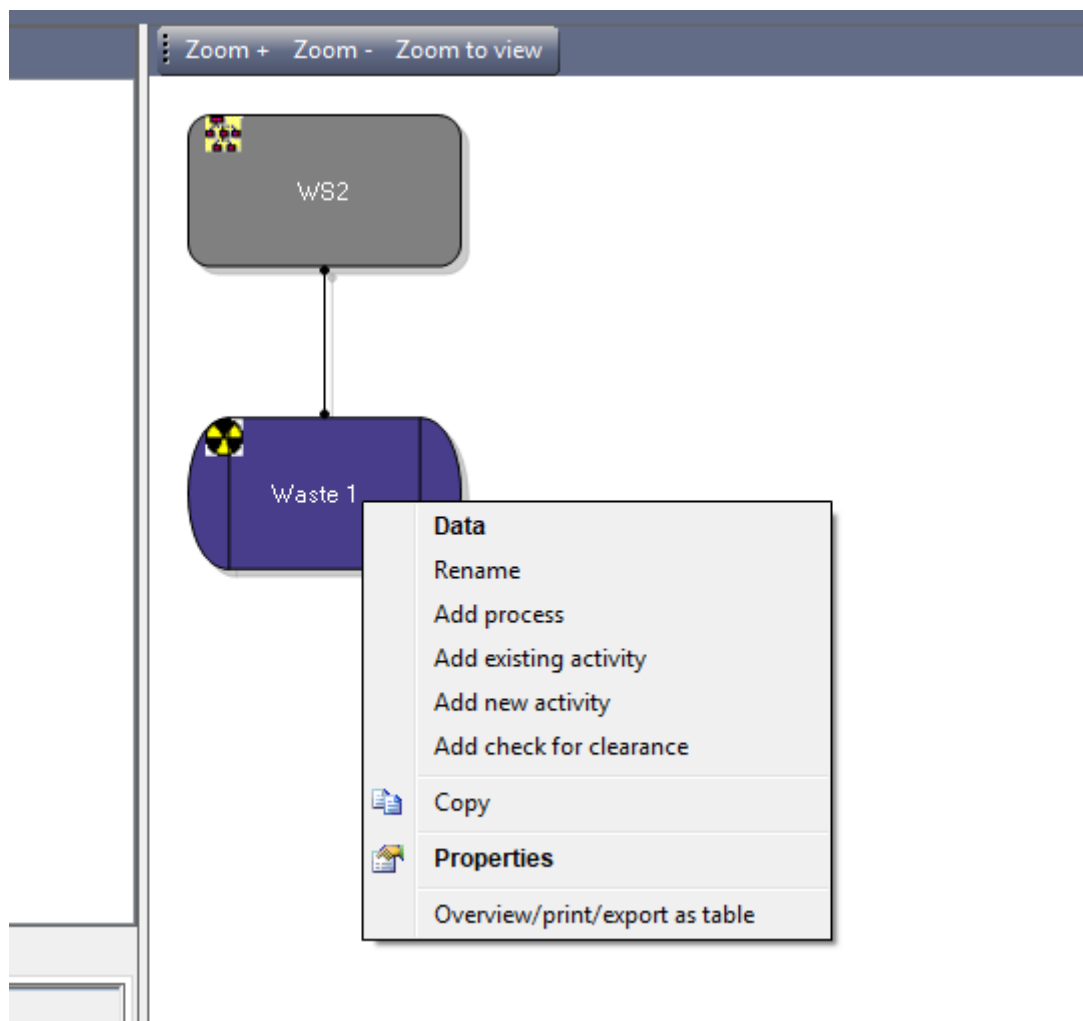 Zoom + Zoom - Zoom to view
WS2
Waste 1
Data
Rename
Add process
Add existing activity
Add new activity
Add check for clearance
Copy
Properties
Overview/print/export as table